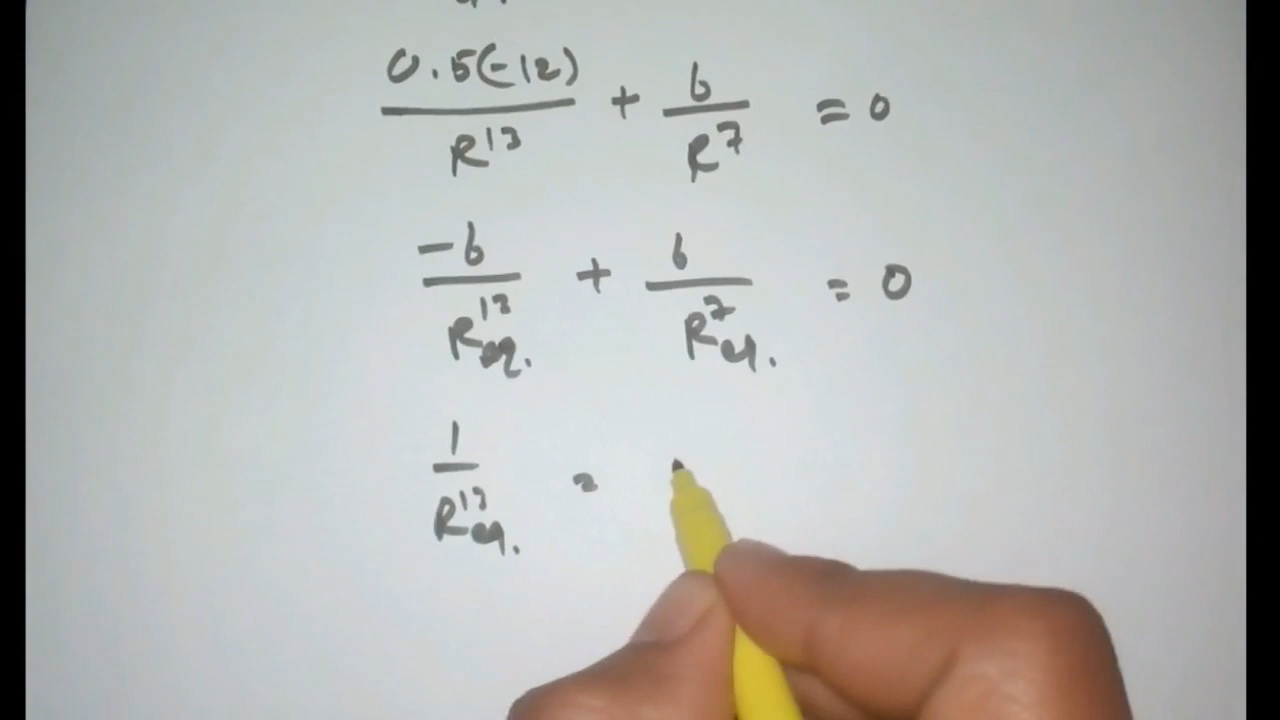 0.5(-12)/R^13 + 6/R^7 = 0
-6/R_eq.^13 + 6/R_eq.^7 = 0
1/R_eq.^13 =